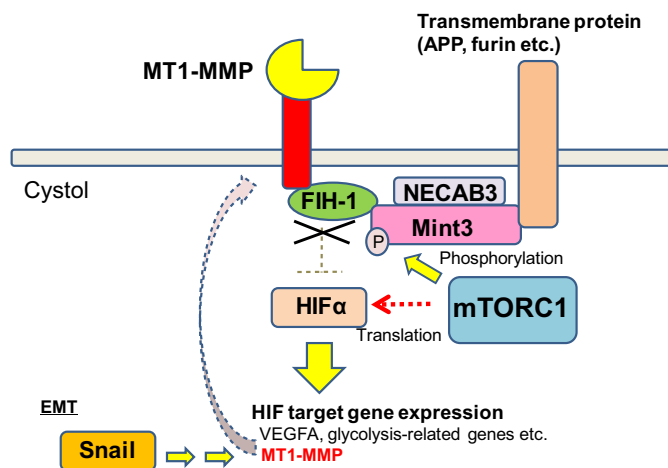 Transmembrane protein
(APP, furin etc.)
MT1-MMP
Cystol
FIH-1
NECAB3
Mint3
P
Phosphorylation
HIFα
mTORC1
Translation
HIF target gene expression
VEGFA, glycolysis-related genes etc.
MT1-MMP
EMT
Snail